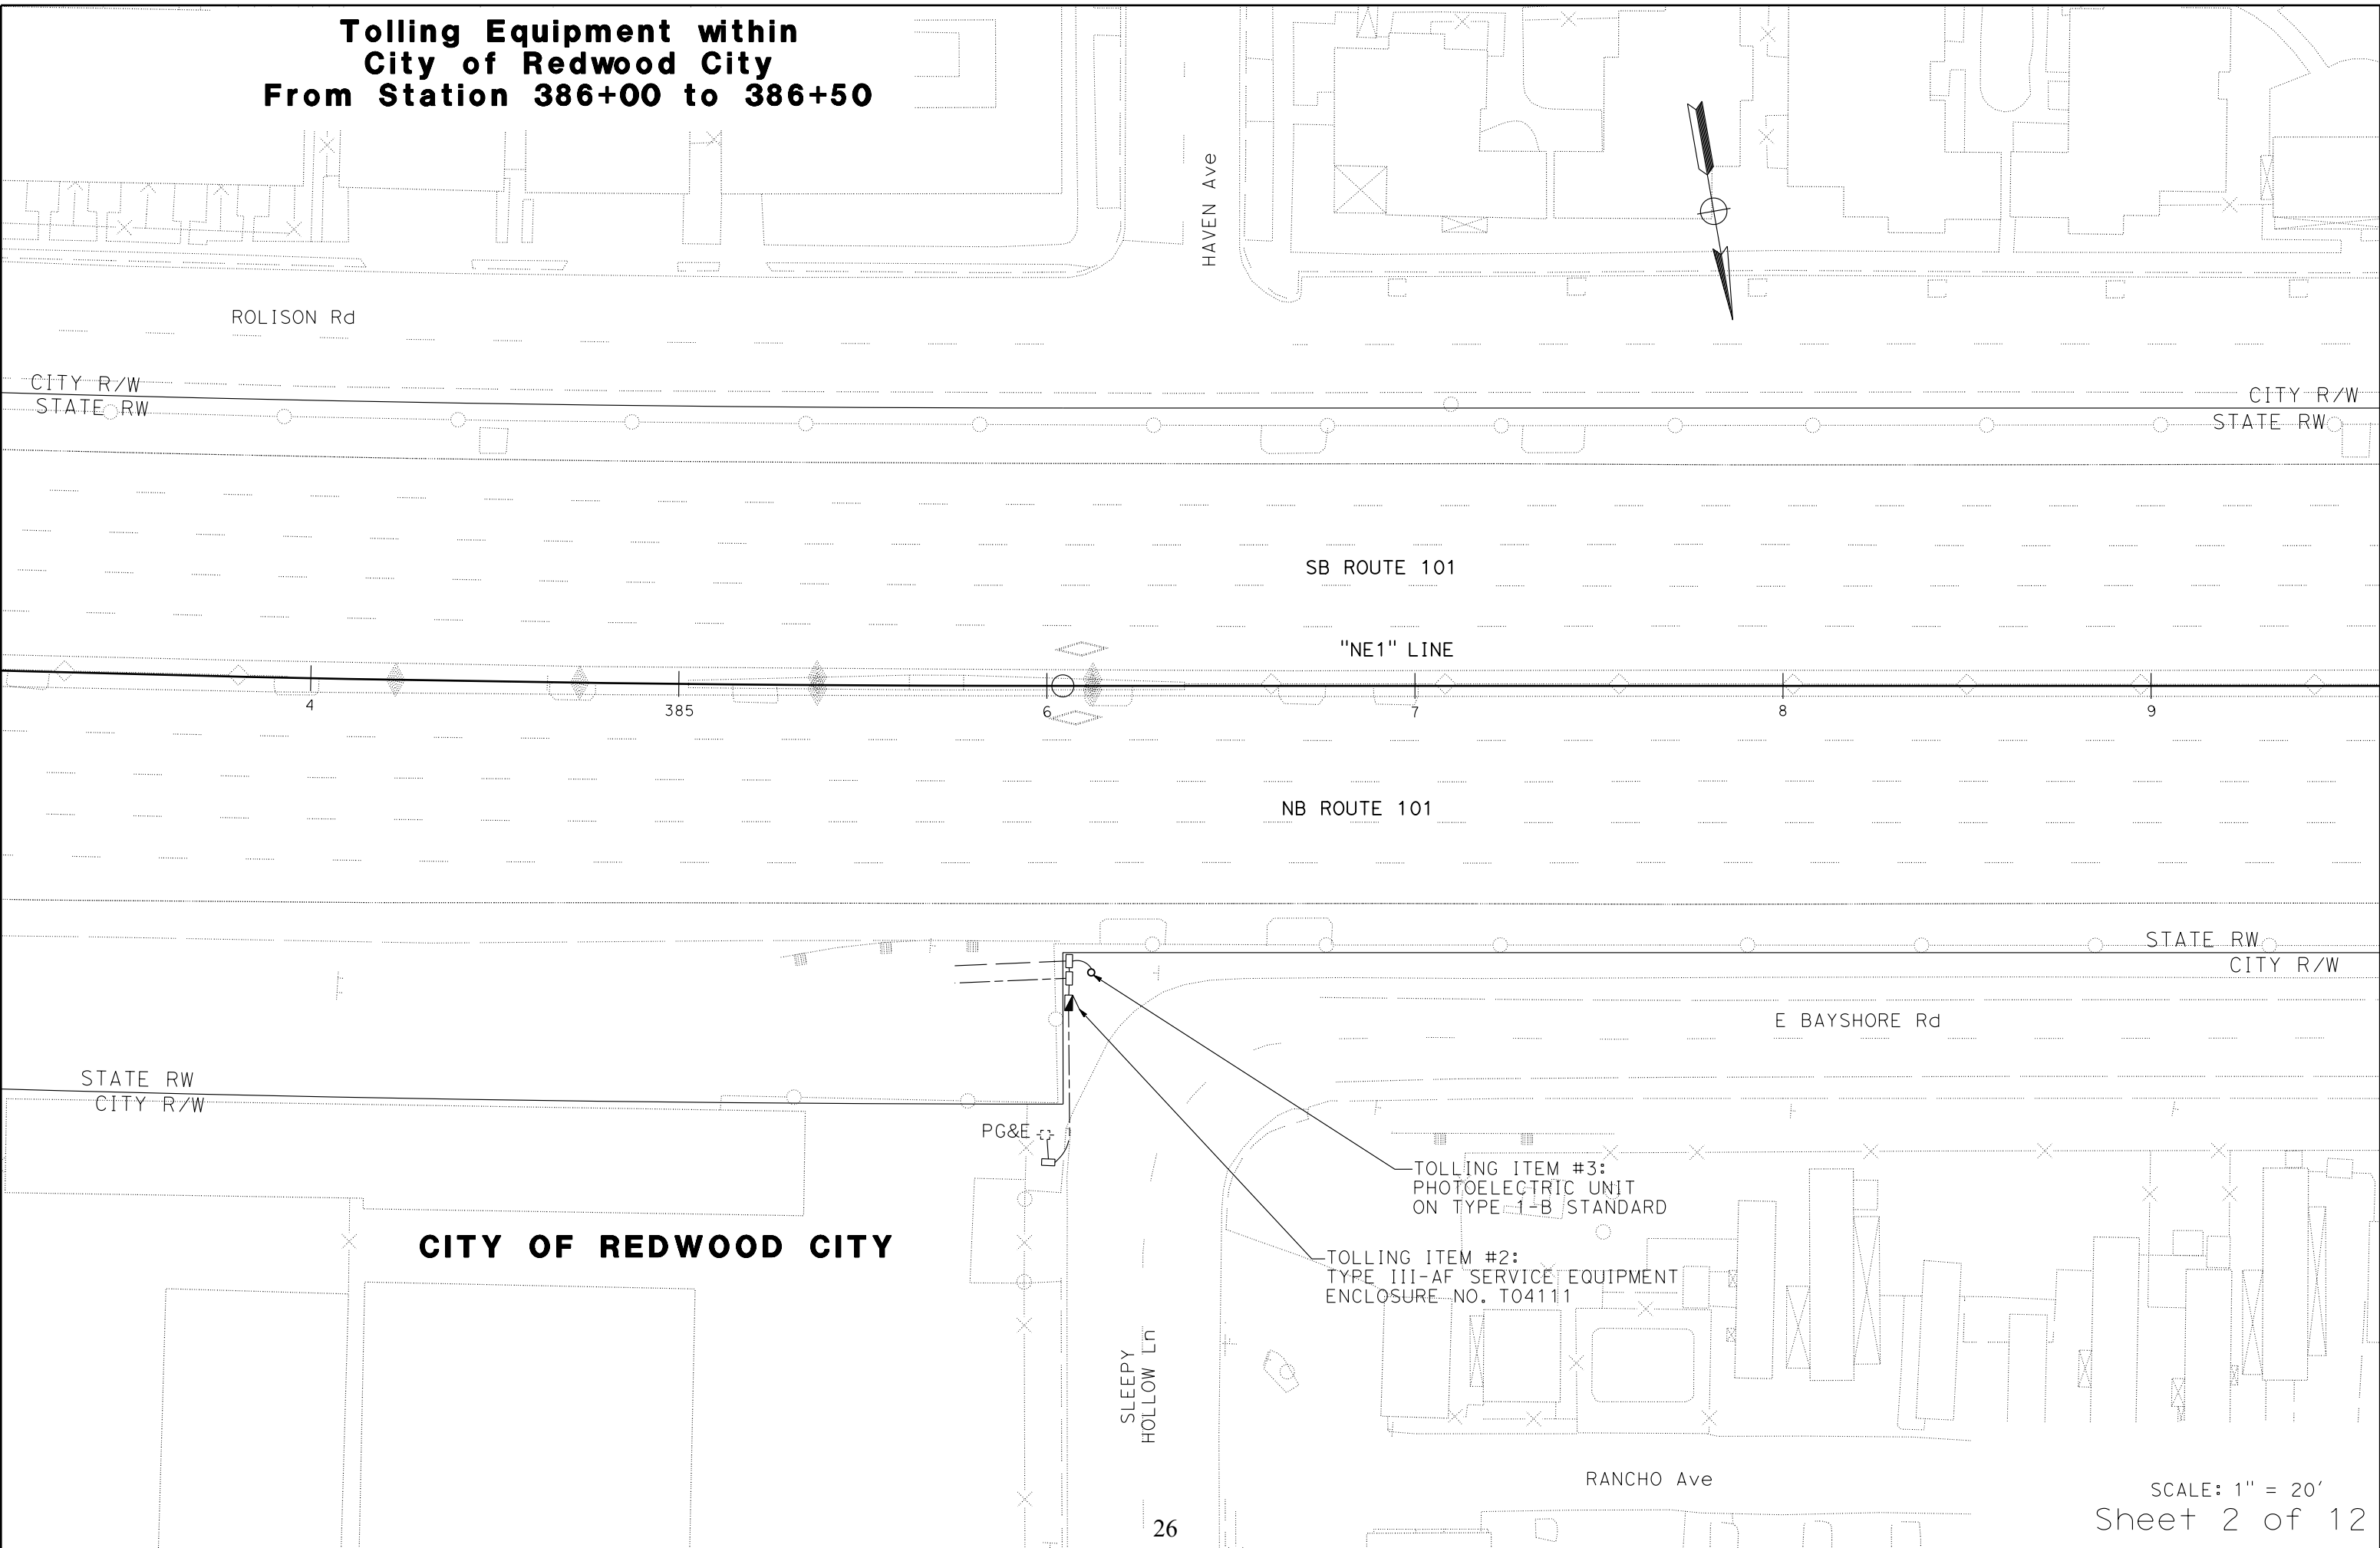 Tolling Equipment within
City of Redwood City
From Station 386+00 to 386+50
HAVEN Ave
ROLISON Rd
CITY R/W
STATE RW
CITY R/W
STATE RW
SB ROUTE 101
"NE1" LINE
4
385
6
7
8
9
NB ROUTE 101
STATE RW
CITY R/W
E BAYSHORE Rd
STATE RW
CITY R/W
PG&E
TOLLING ITEM #3:
PHOTOELECTRIC UNIT
ON TYPE 1-B STANDARD
CITY OF REDWOOD CITY
TOLLING ITEM #2:
TYPE III-AF SERVICE EQUIPMENT
ENCLOSURE NO. TO4111
SLEEPY
HOLLOW Ln
RANCHO Ave
SCALE: 1" = 20'
Sheet 2 of 12
26